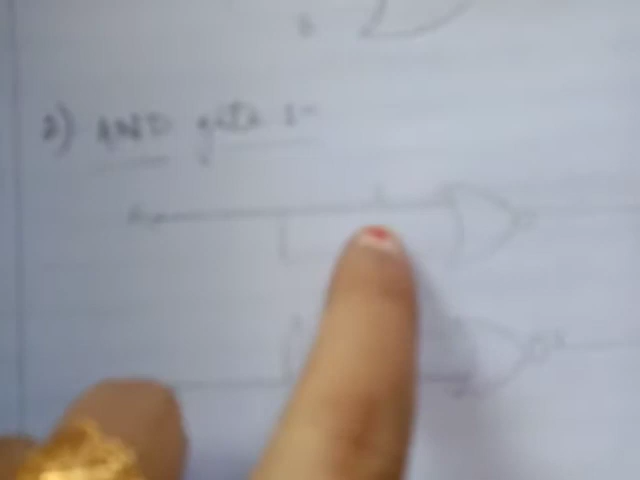 2) AND gate :-